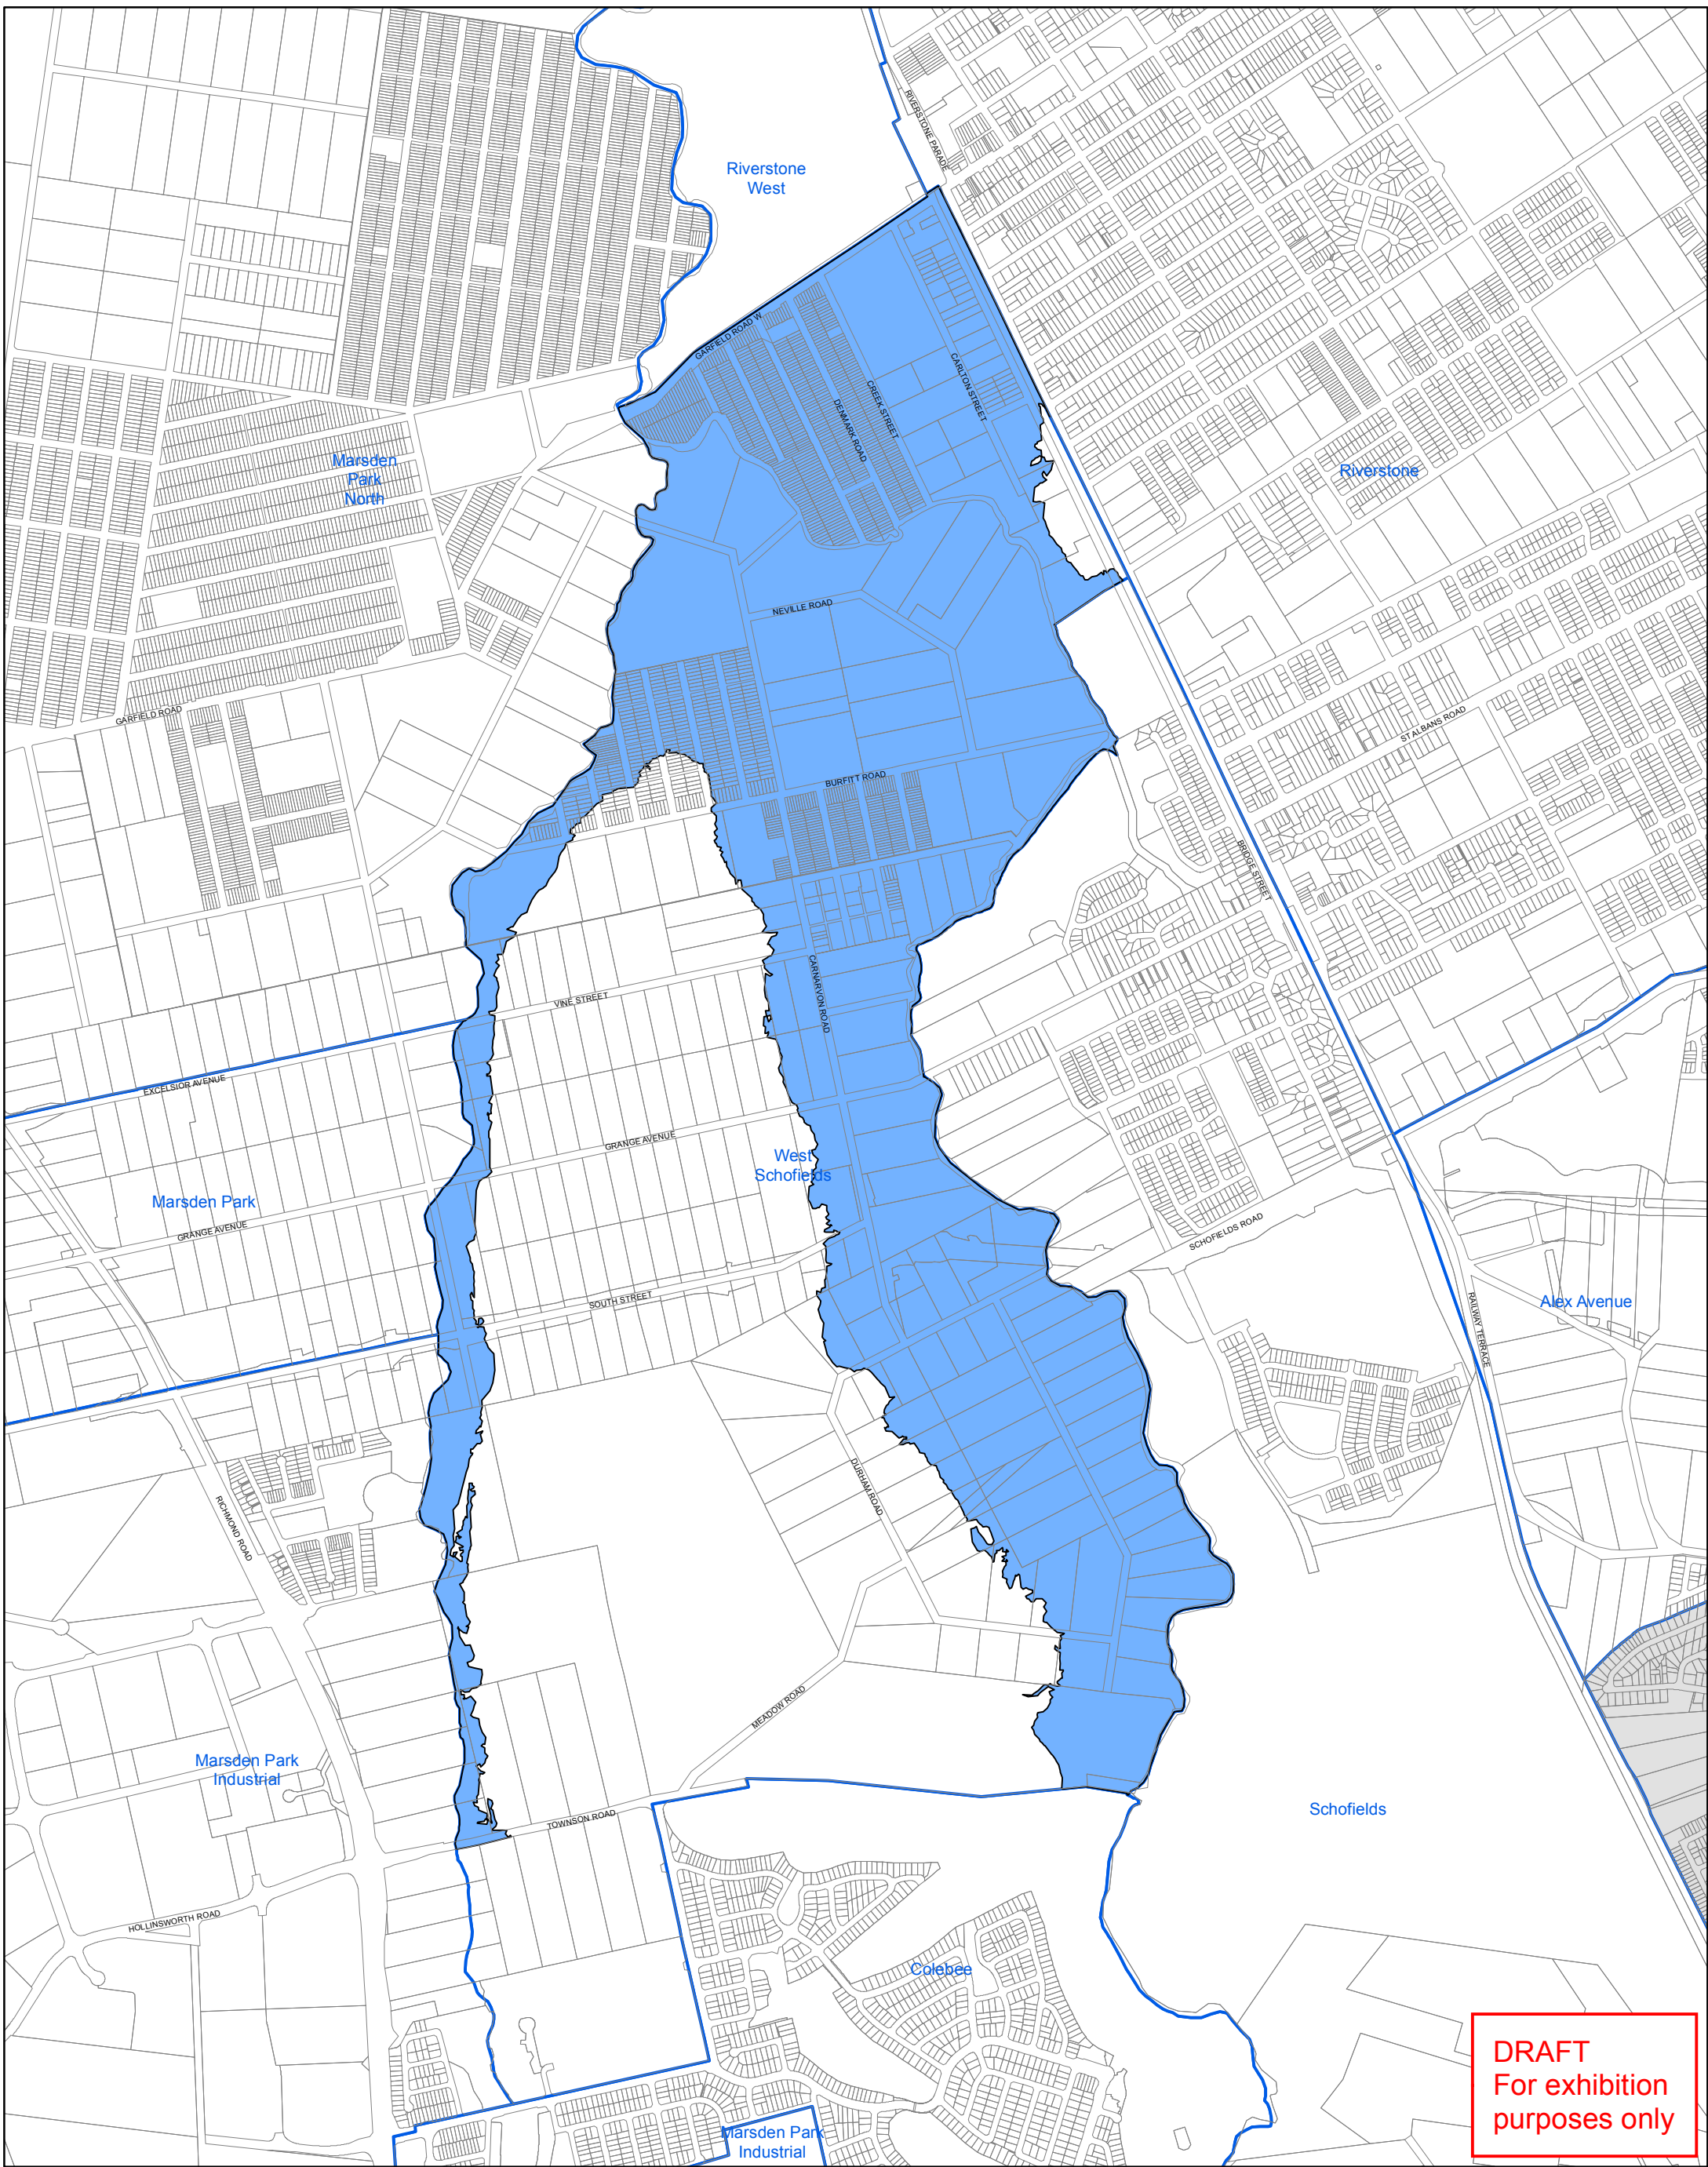 RIVERSTONE PARADE
Riverstone
West
GARFIELD ROAD W
CARLTON STREET
CREEK STREET
DENMARK ROAD
Marsden
Park
North
Riverstone
NEVILLE ROAD
GARFIELD ROAD
ST ALBANS ROAD
BURFITT ROAD
BRIDGE STREET
CARNARVON ROAD
VINE STREET
EXCELSIOR AVENUE
GRANGE AVENUE
West
Schofields
Marsden Park
GRANGE AVENUE
SCHOFIELDS ROAD
SOUTH STREET
Alex Avenue
RAILWAY TERRACE
DURHAM ROAD
RICHMOND ROAD
MEADOW ROAD
Marsden Park
Industrial
TOWNSON ROAD
Schofields
HOLLINSWORTH ROAD
Colebee
DRAFT
For exhibition
purposes only
Marsden Park
Industrial